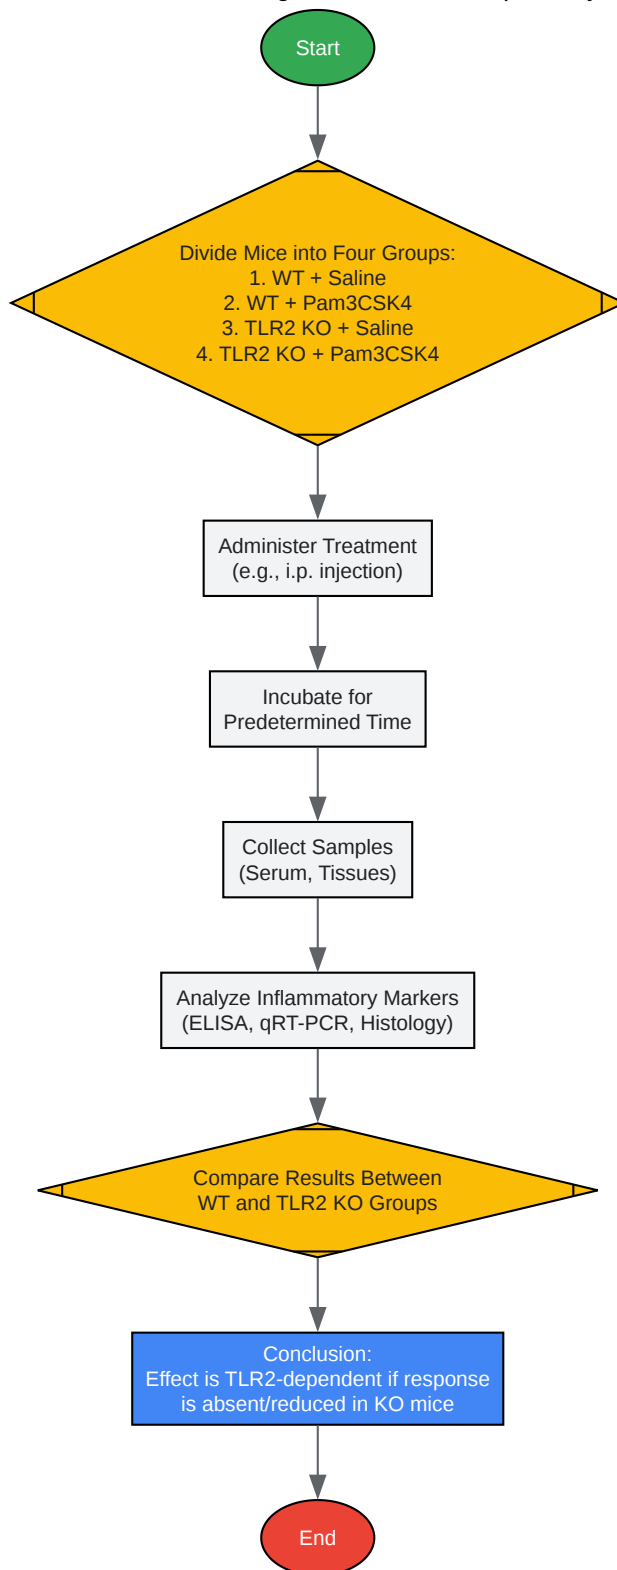 Start
Divide Mice into Four Groups:
1. WT + Saline
2. WT + Pam3CSK4
3. TLR2 KO + Saline
4. TLR2 KO + Pam3CSK4
Administer Treatment
(e.g., i.p. injection)
Incubate for
Predetermined Time
Collect Samples
(Serum, Tissues)
Analyze Inflammatory Markers
(ELISA, qRT-PCR, Histology)
Compare Results Between
WT and TLR2 KO Groups
Conclusion:
Effect is TLR2-dependent if response
is absent/reduced in KO mice
End